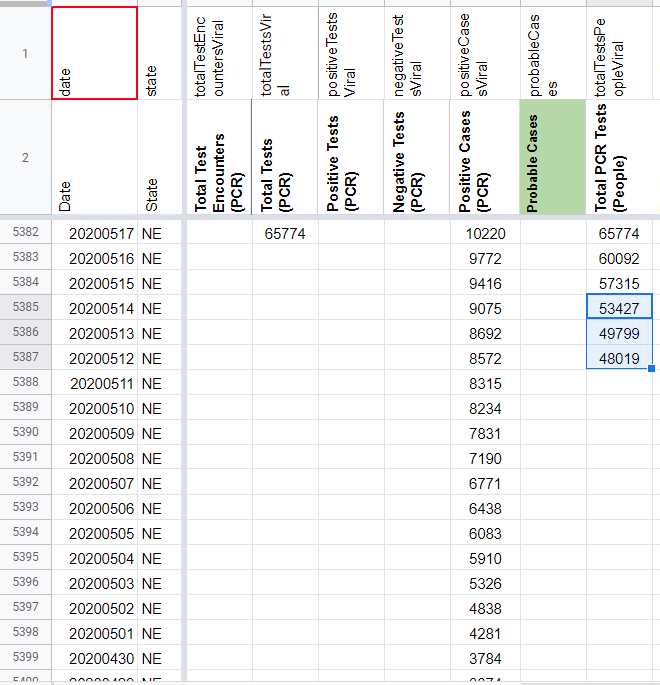 1 date state totalTestEncountersViral totalTestsViral positiveTestsViral negativeTestsViral positiveCasesViral probableCases totalTestsPeopleViral
2 Date State Total Test Encounters (PCR) Total Tests (PCR) Positive Tests (PCR) Negative Tests (PCR) Positive Cases (PCR) Probable Cases Total PCR Tests (People)
5382 20200517 NE 65774 10220 65774
5383 20200516 NE 9772 60092
5384 20200515 NE 9416 57315
5385 20200514 NE 9075 53427
5386 20200513 NE 8692 49799
5387 20200512 NE 8572 48019
5388 20200511 NE 8315
5389 20200510 NE 8234
5390 20200509 NE 7831
5391 20200508 NE 7190
5392 20200507 NE 6771
5393 20200506 NE 6438
5394 20200505 NE 6083
5395 20200504 NE 5910
5396 20200503 NE 5326
5397 20200502 NE 4838
5398 20200501 NE 4281
5399 20200430 NE 3784